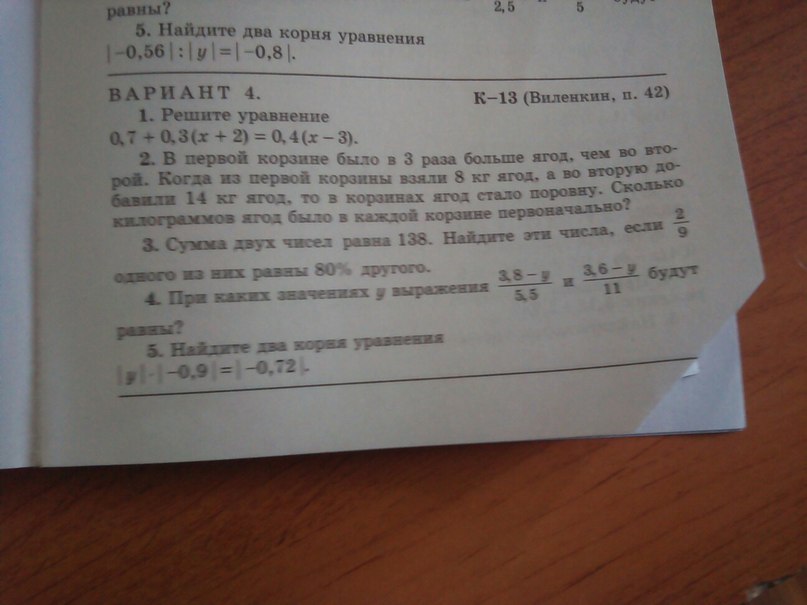 равны?
2,5
5
5. Найдите два корня уравнения
|−0,56| : |y| = |−0,8|.
ВАРИАНТ 4.
К–13 (Виленкин, п. 42)
1. Решите уравнение
0,7 + 0,3(x + 2) = 0,4(x − 3).
2. В первой корзине было в 3 раза больше ягод, чем во вто-
рой. Когда из первой корзины взяли 8 кг ягод, а во вторую до-
бавили 14 кг ягод, то в корзинах ягод стало поровну. Сколько
килограммов ягод было в каждой корзине первоначально?
3. Сумма двух чисел равна 138. Найдите эти числа, если 2/9
одного из них равны 80% другого.
4. При каких значениях y выражения (3,8 − y)/5,5 и (3,6 − y)/11 будут
равны?
5. Найдите два корня уравнения
|y| · |−0,9| = |−0,72|.